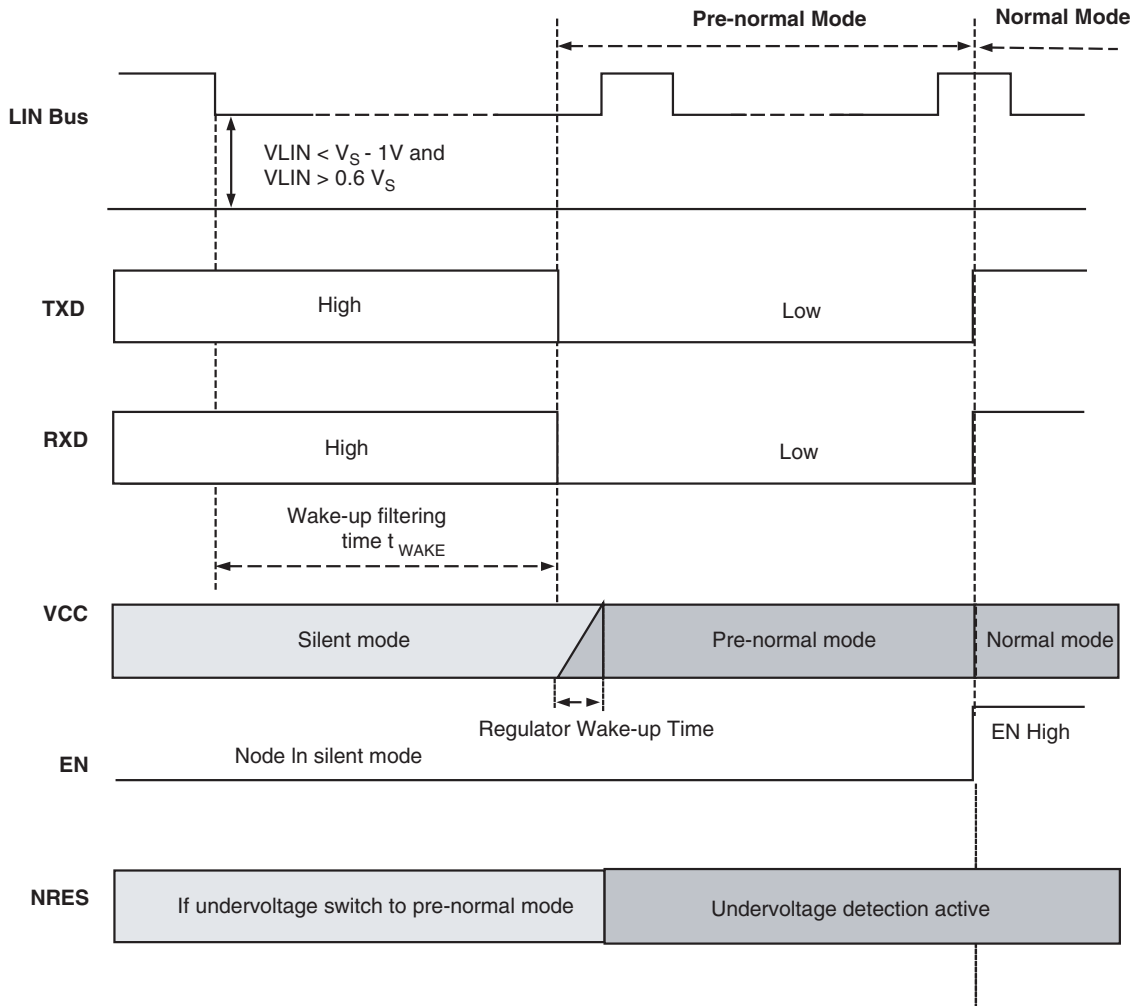 Pre-normal Mode
Normal Mode
LIN Bus
VLIN < VS - 1V and
VLIN > 0.6 VS
TXD
High
Low
RXD
High
Low
Wake-up filtering
time t WAKE
VCC
Silent mode
Pre-normal mode
Normal mode
Regulator Wake-up Time
EN High
Node In silent mode
EN
NRES
If undervoltage switch to pre-normal mode
Undervoltage detection active